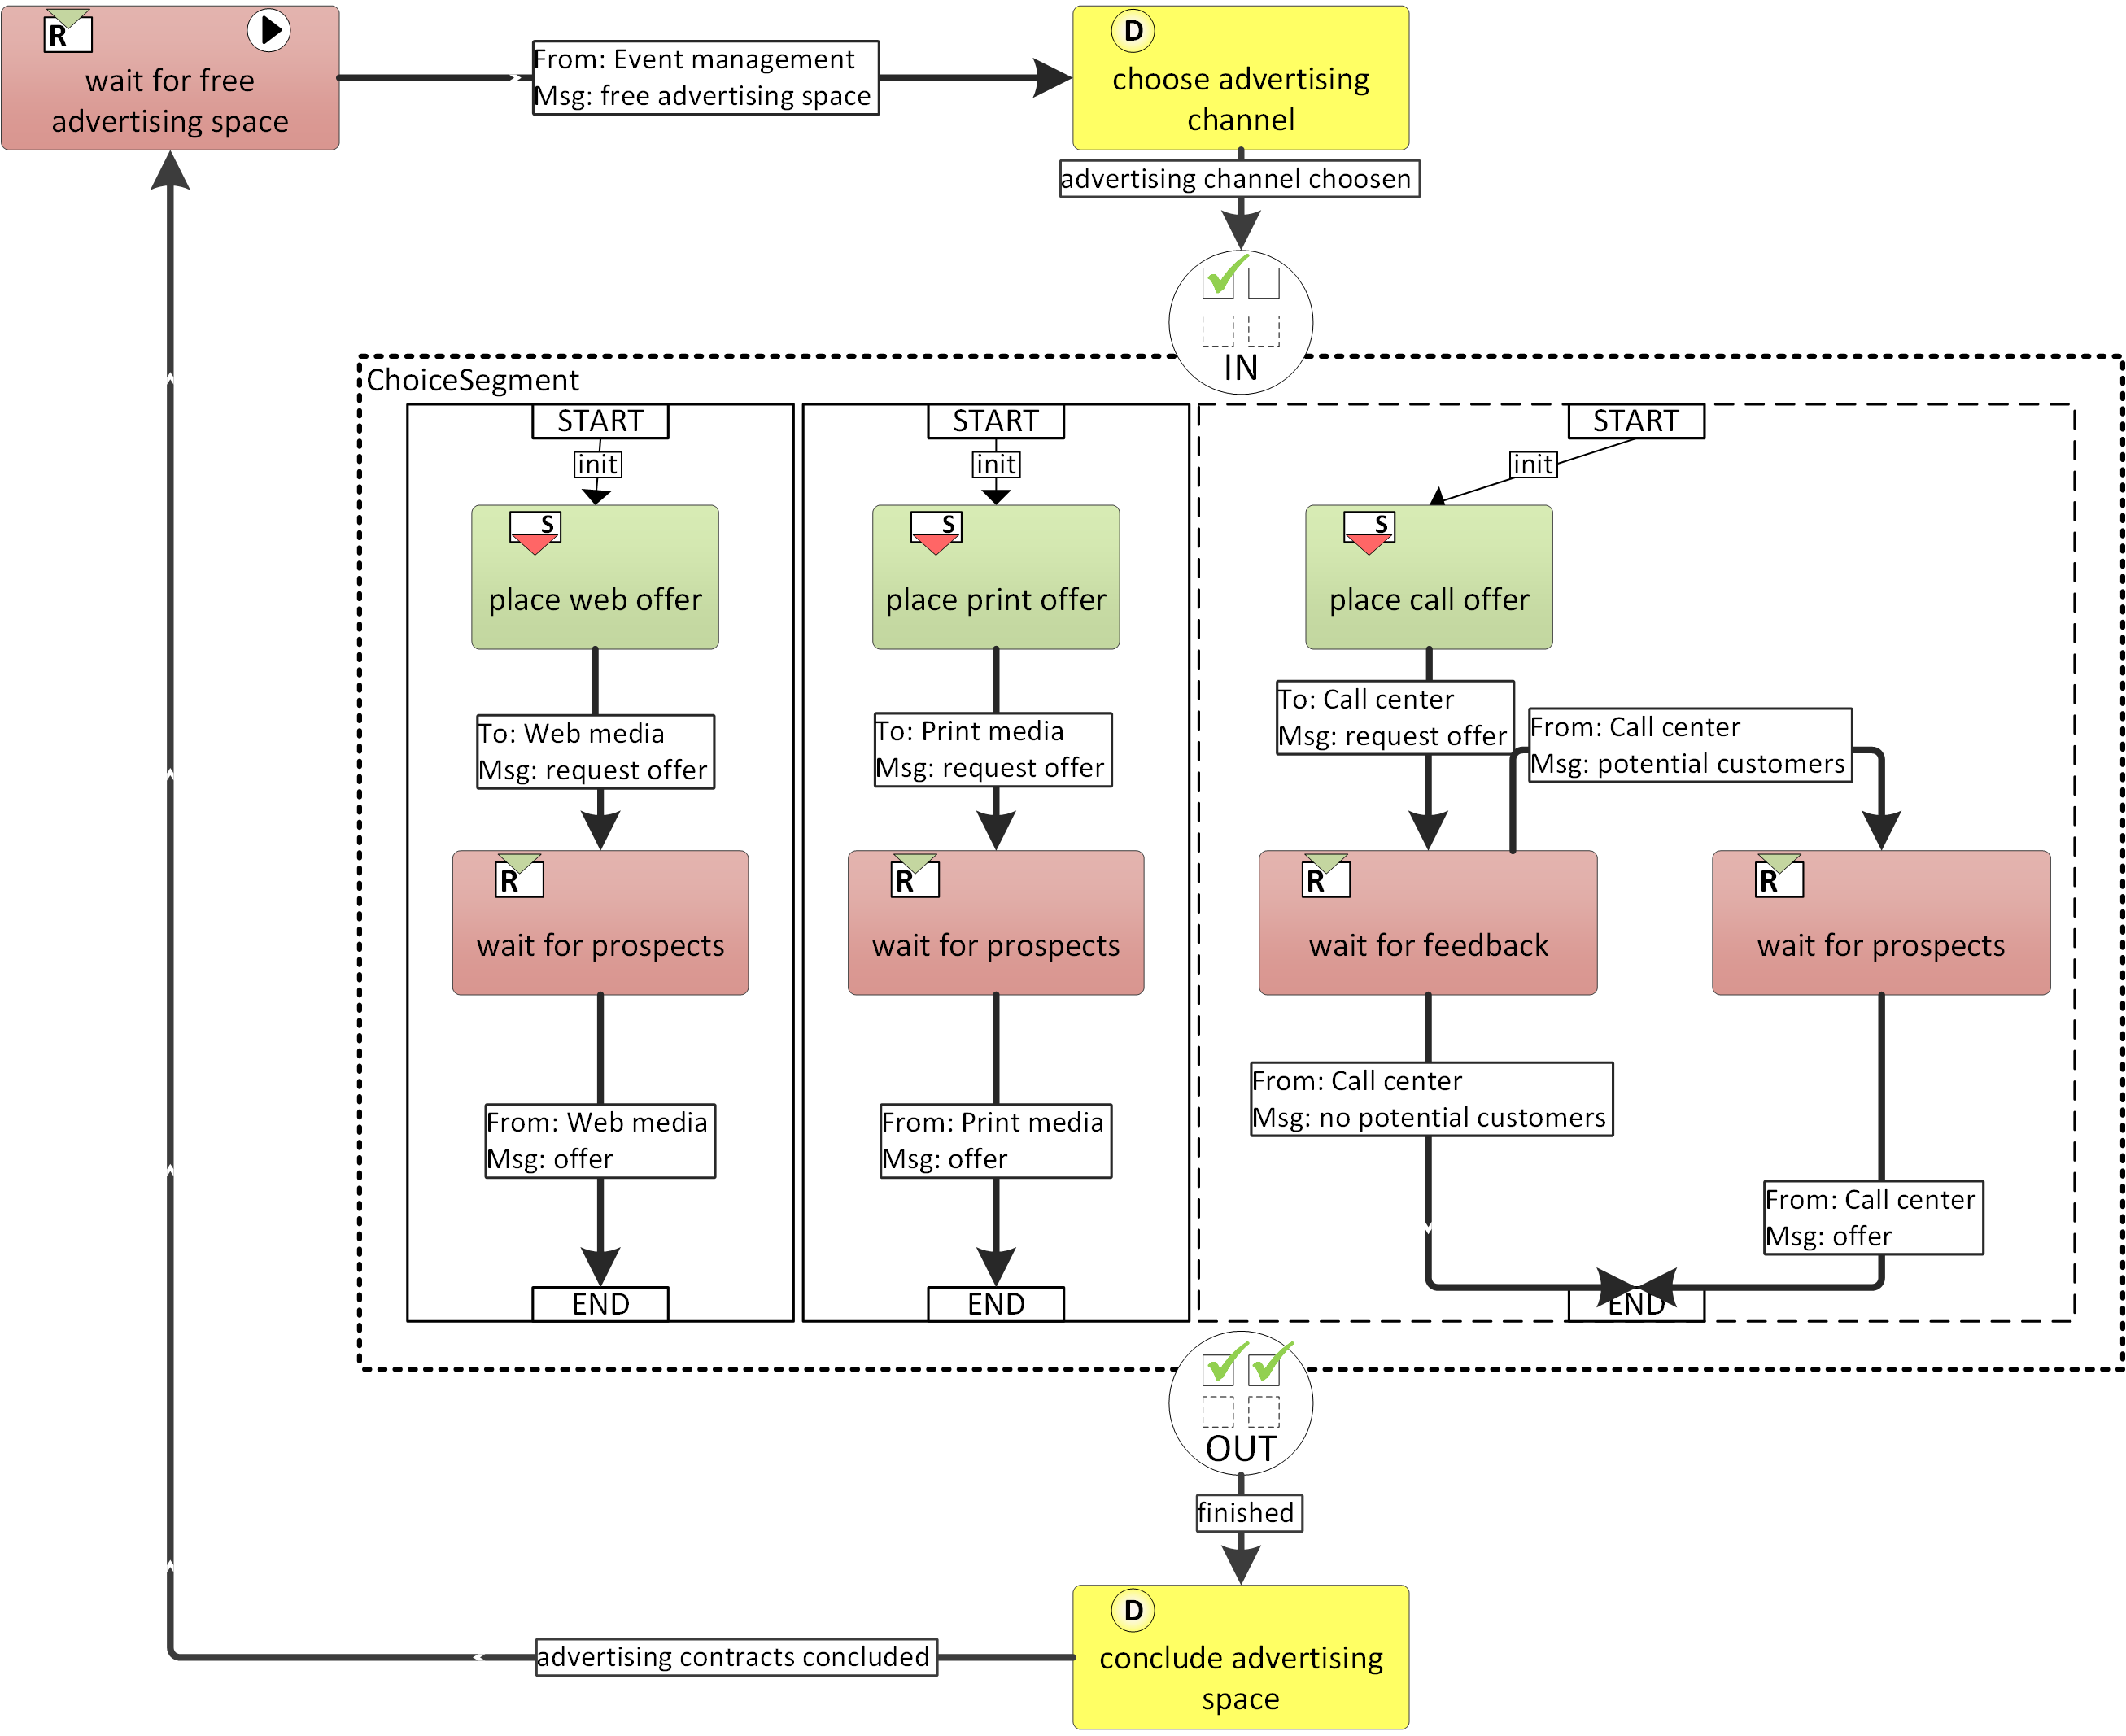 R
wait for free
advertising space
From: Event management
Msg: free advertising space
D
choose advertising
channel
advertising channel choosen
IN
ChoiceSegment
START
init
S
place web offer
To: Web media
Msg: request offer
R
wait for prospects
From: Web media
Msg: offer
END
START
init
S
place print offer
To: Print media
Msg: request offer
R
wait for prospects
From: Print media
Msg: offer
END
START
init
S
place call offer
To: Call center
Msg: request offer
From: Call center
Msg: potential customers
R
wait for feedback
R
wait for prospects
From: Call center
Msg: no potential customers
From: Call center
Msg: offer
END
OUT
finished
D
conclude advertising
space
advertising contracts concluded